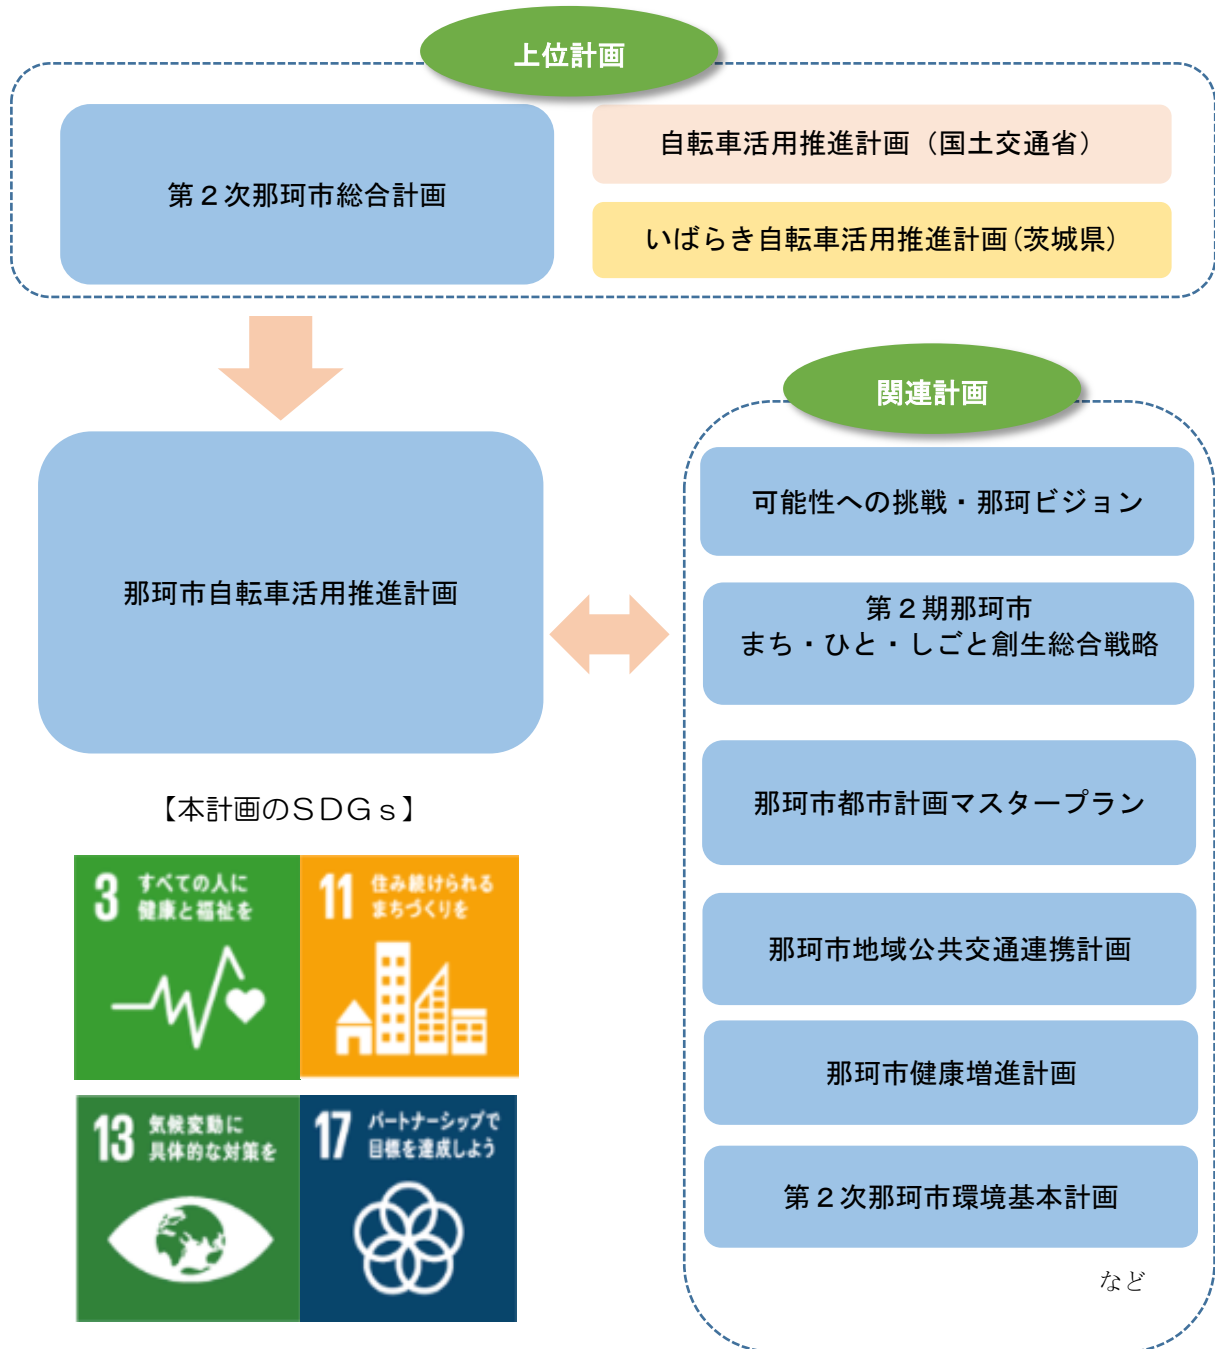 上位計画
第２次那珂市総合計画
自転車活用推進計画（国土交通省）
いばらき自転車活用推進計画(茨城県）
関連計画
可能性への挑戦・那珂ビジョン
第２期那珂市
まち・ひと・しごと創生総合戦略
那珂市都市計画マスタープラン
那珂市地域公共交通連携計画
那珂市健康増進計画
第２次那珂市環境基本計画
など
那珂市自転車活用推進計画
【本計画のＳＤＧｓ】
3 すべての人に
健康と福祉を
11 住み続けられる
まちづくりを
13 気候変動に
具体的な対策を
17 パートナーシップで
目標を達成しよう